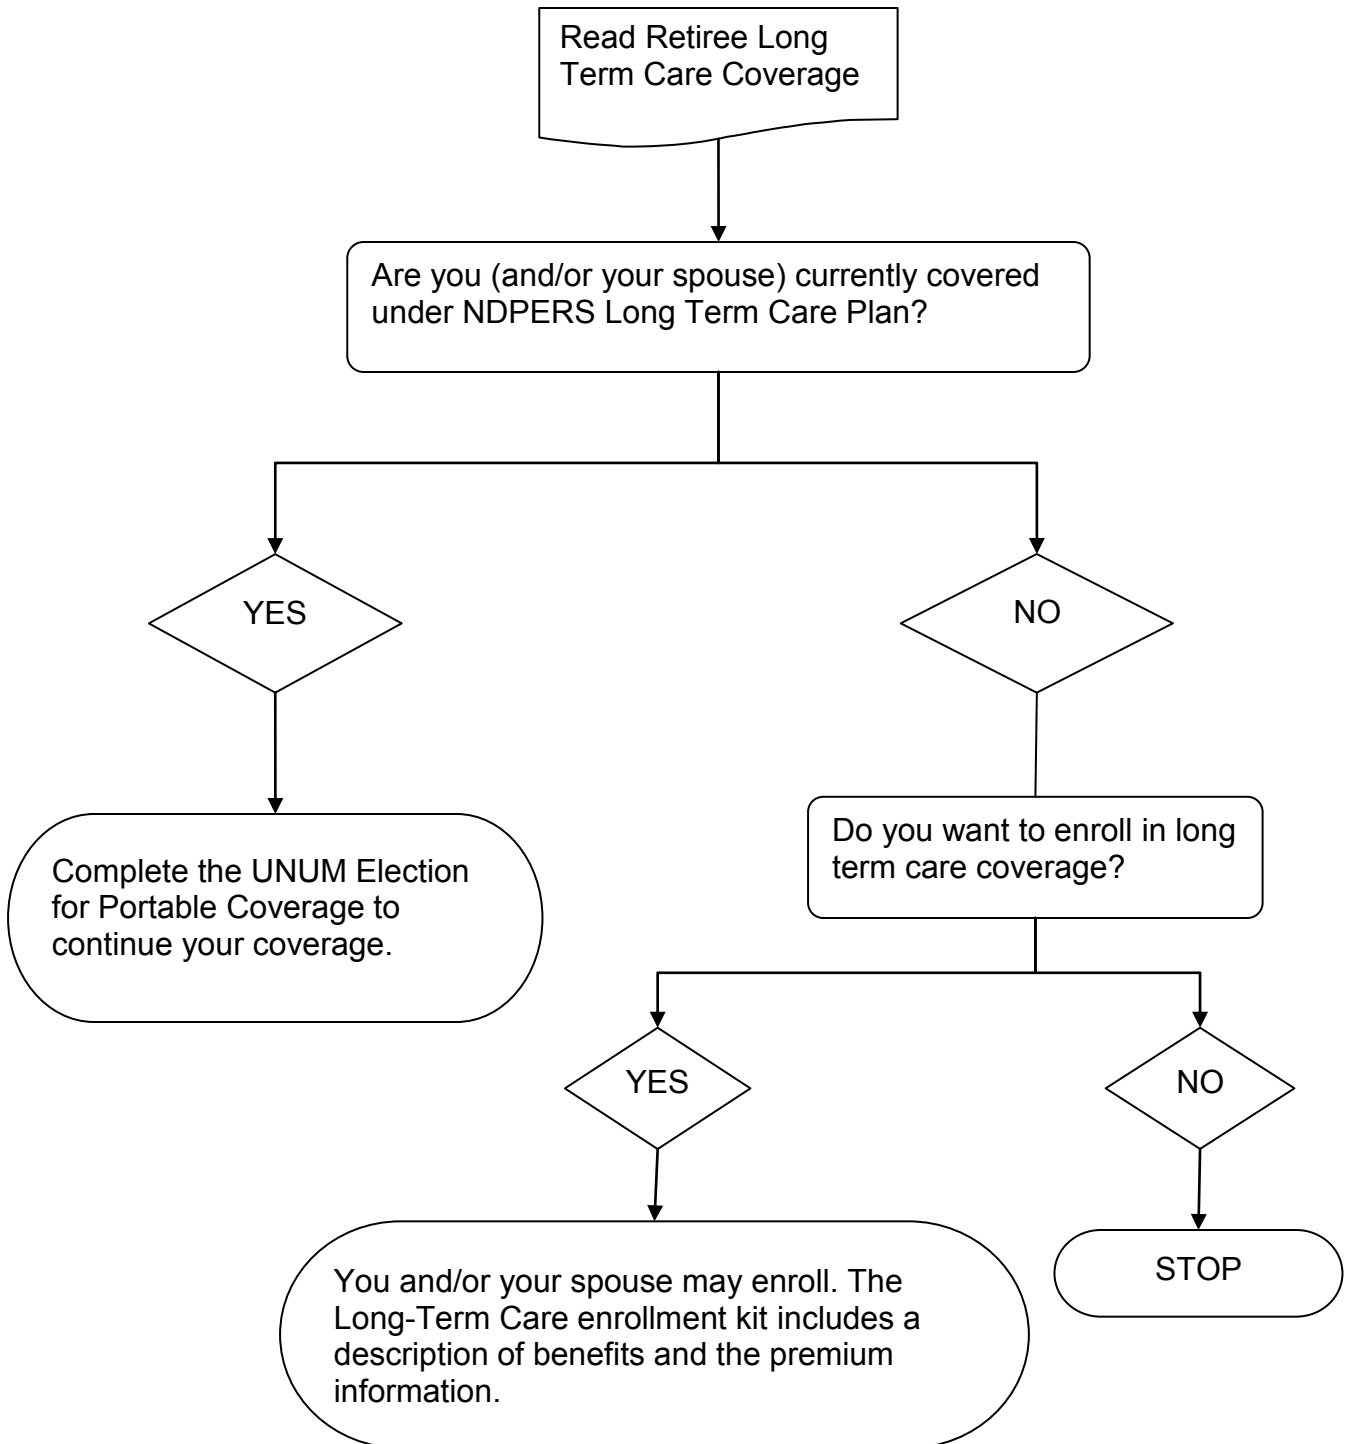 Read Retiree Long
Term Care Coverage
Are you (and/or your spouse) currently covered
under NDPERS Long Term Care Plan?
YES
NO
Complete the UNUM Election
for Portable Coverage to
continue your coverage.
Do you want to enroll in long
term care coverage?
YES
NO
You and/or your spouse may enroll. The
Long-Term Care enrollment kit includes a
description of benefits and the premium
information.
STOP